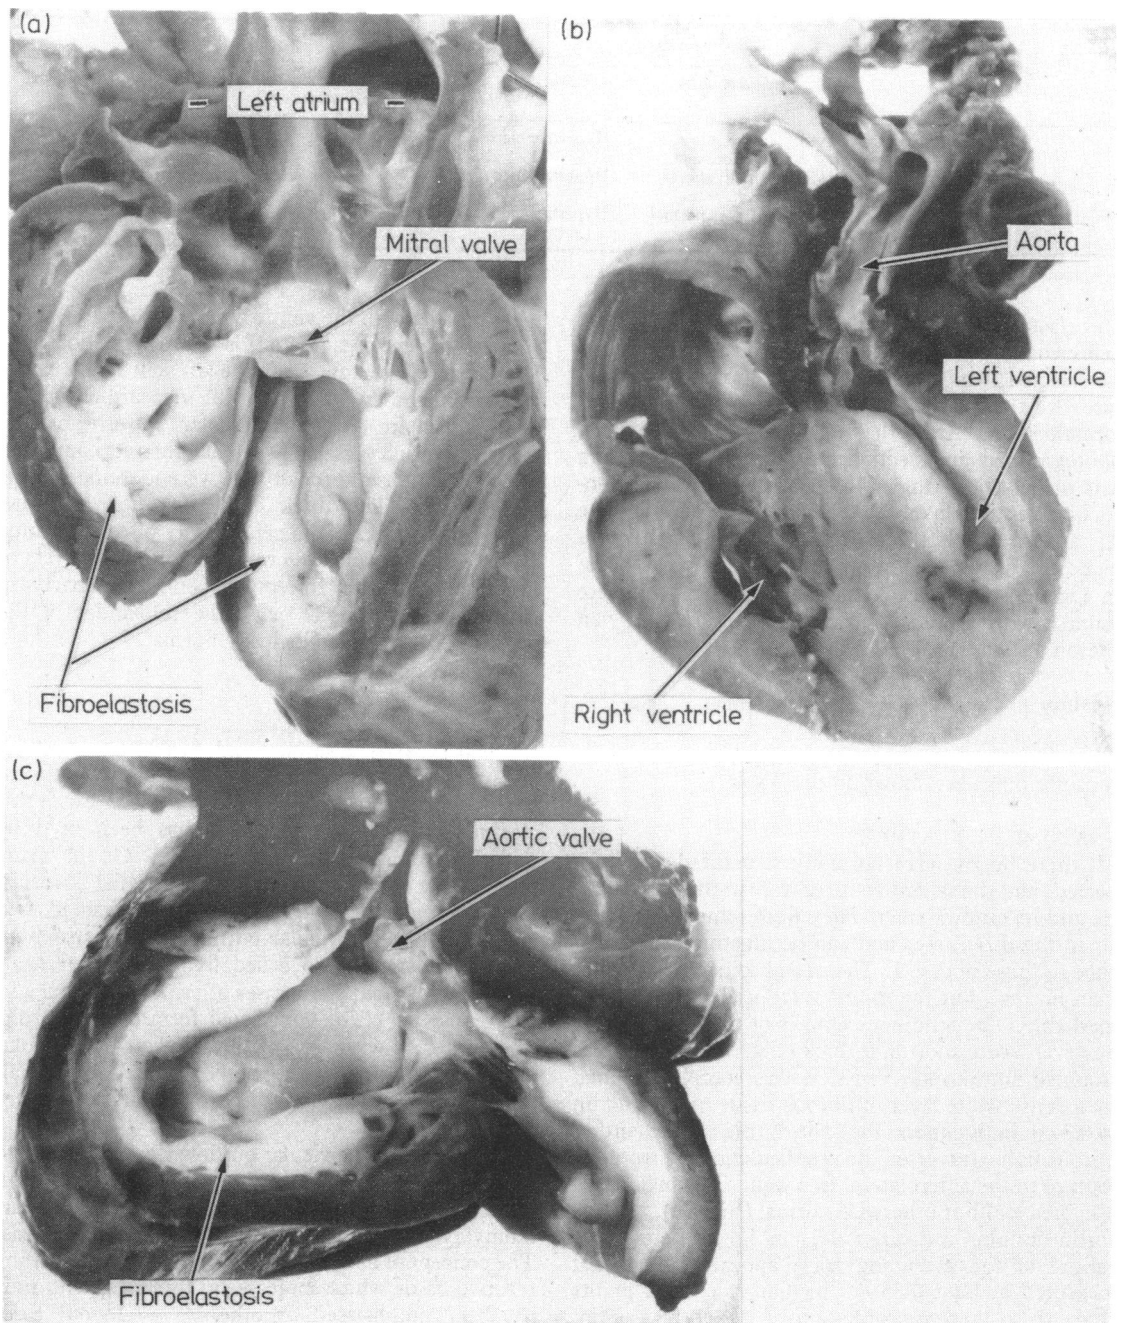 (a)
Left atrium
Mitral valve
Fibroelastosis
(b)
Aorta
Left ventricle
Right ventricle
(c)
Aortic valve
Fibroelastosis